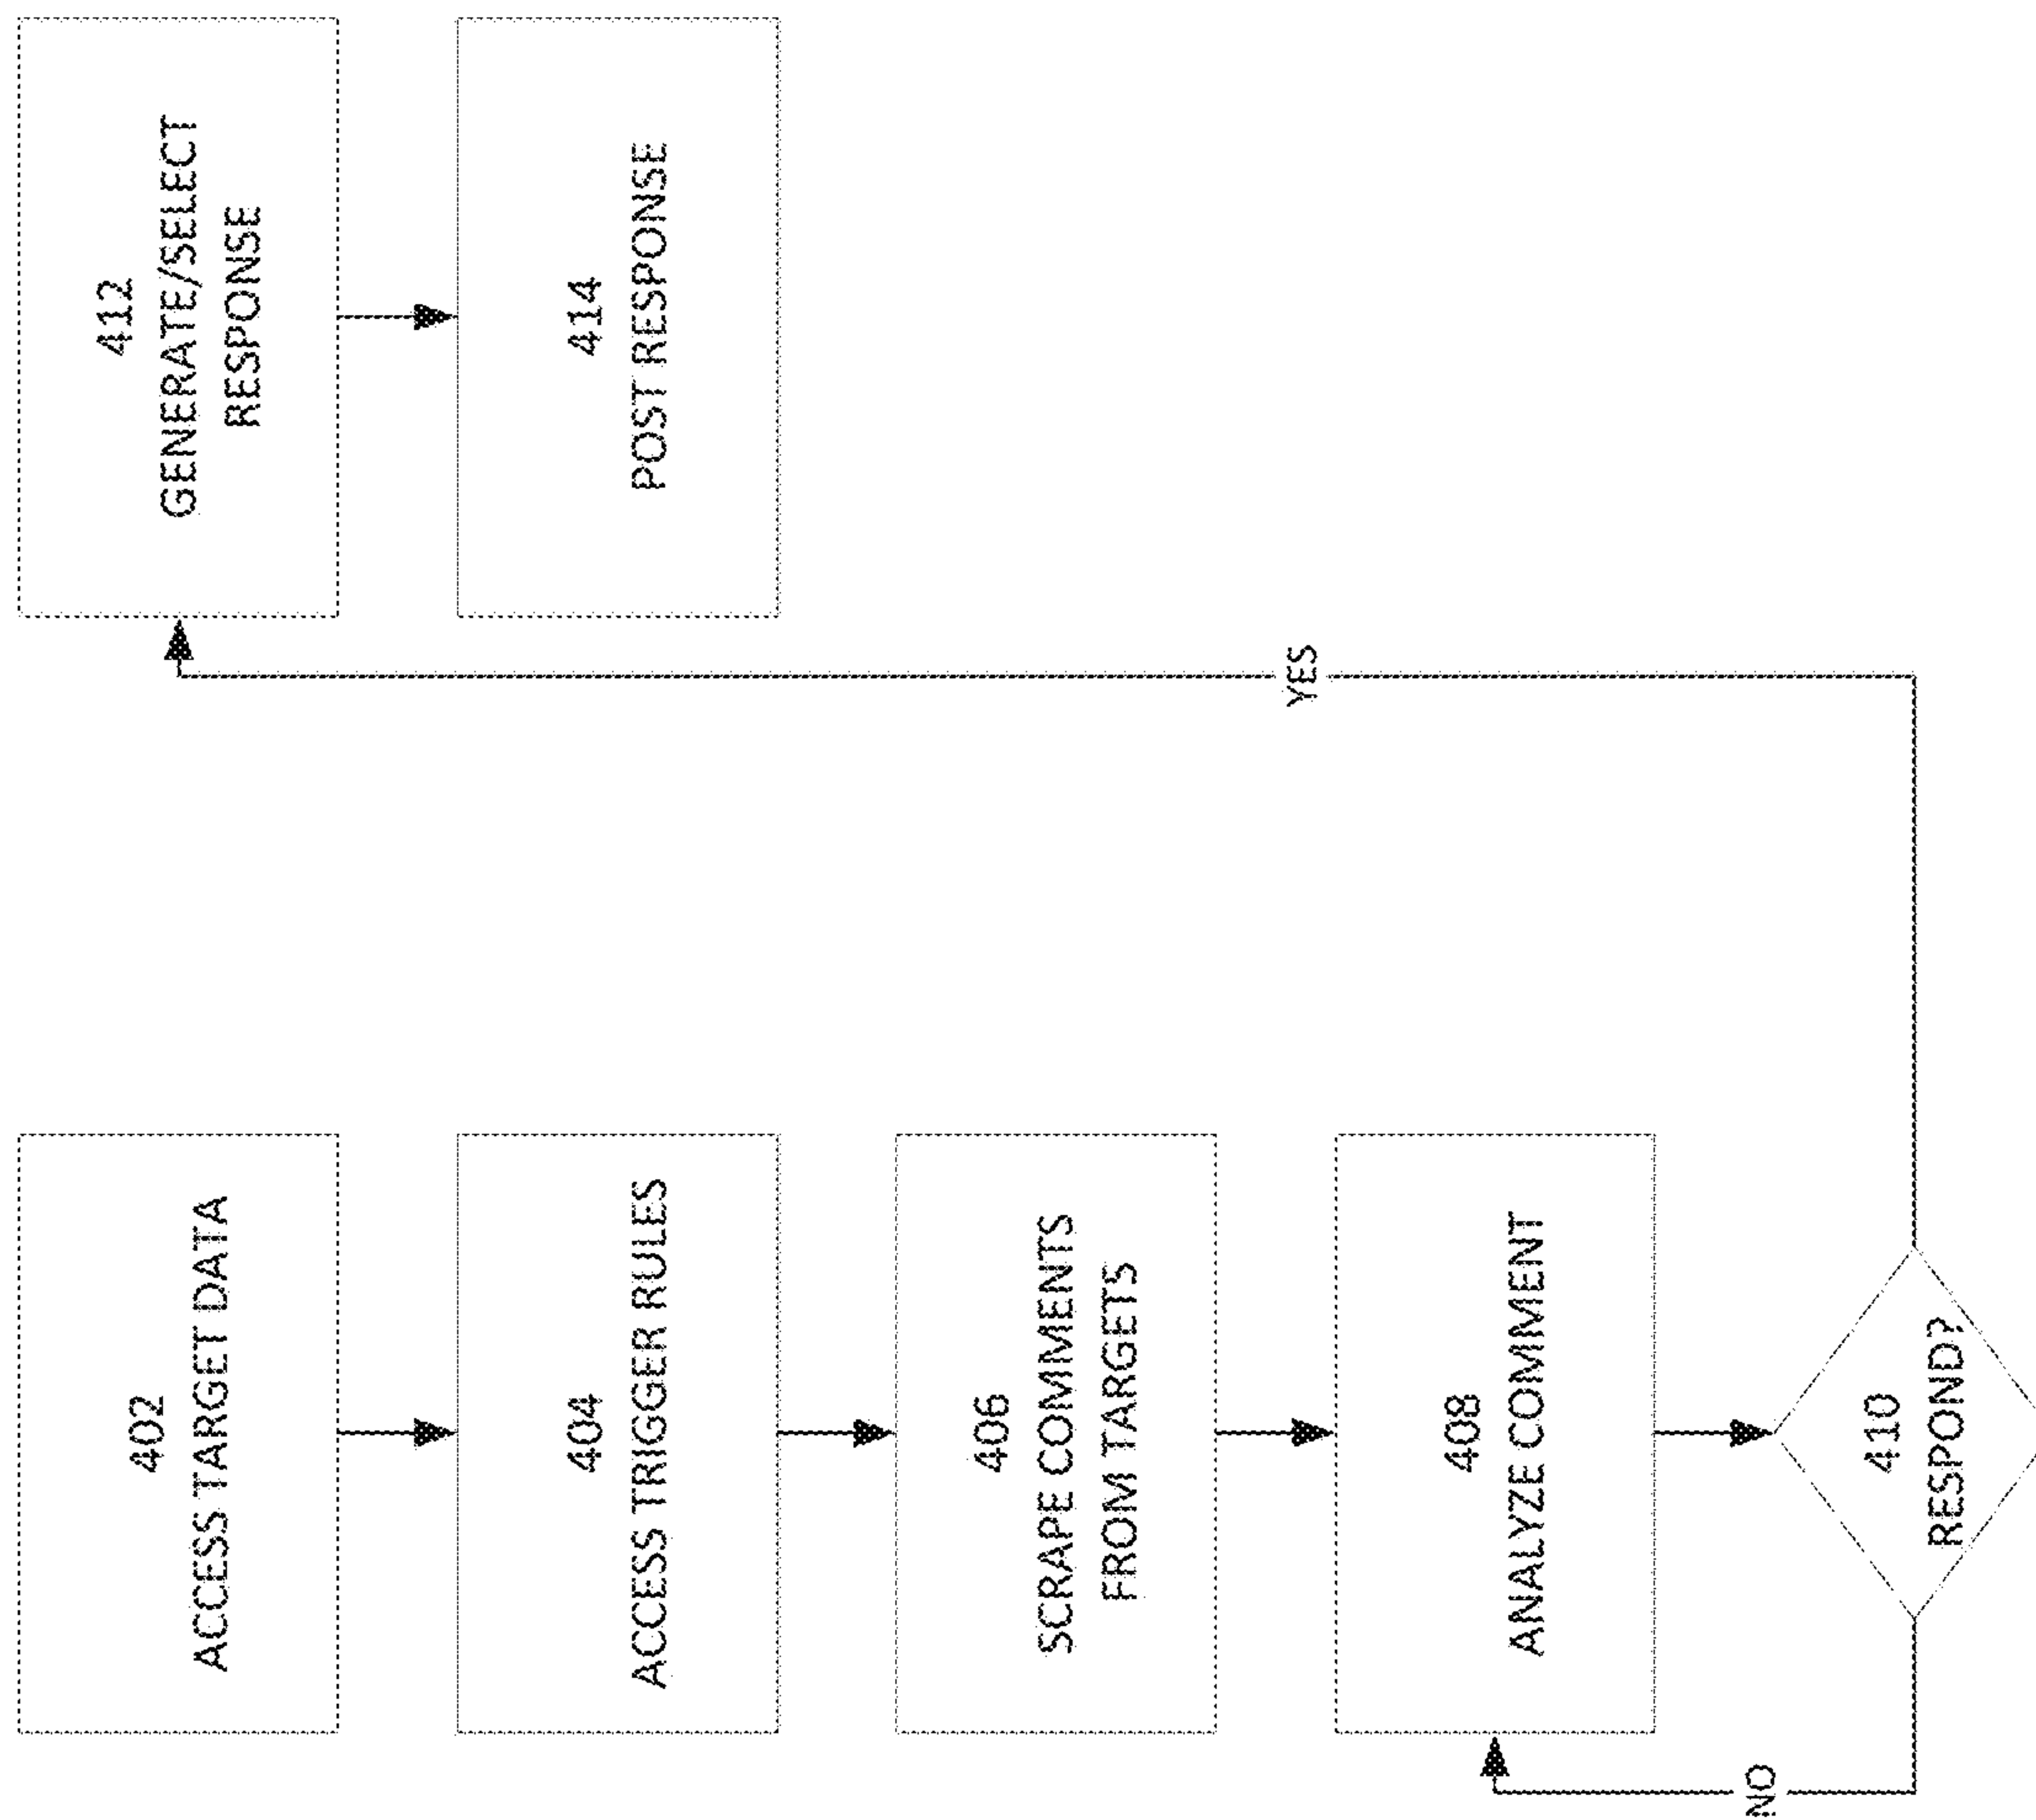 402
ACCESS TARGET DATA
404
ACCESS TRIGGER RULES
406
SCRAPE COMMENTS
FROM TARGETS
408
ANALYZE COMMENT
410
RESPOND?
NO
YES
412
GENERATE/SELECT
RESPONSE
414
POST RESPONSE